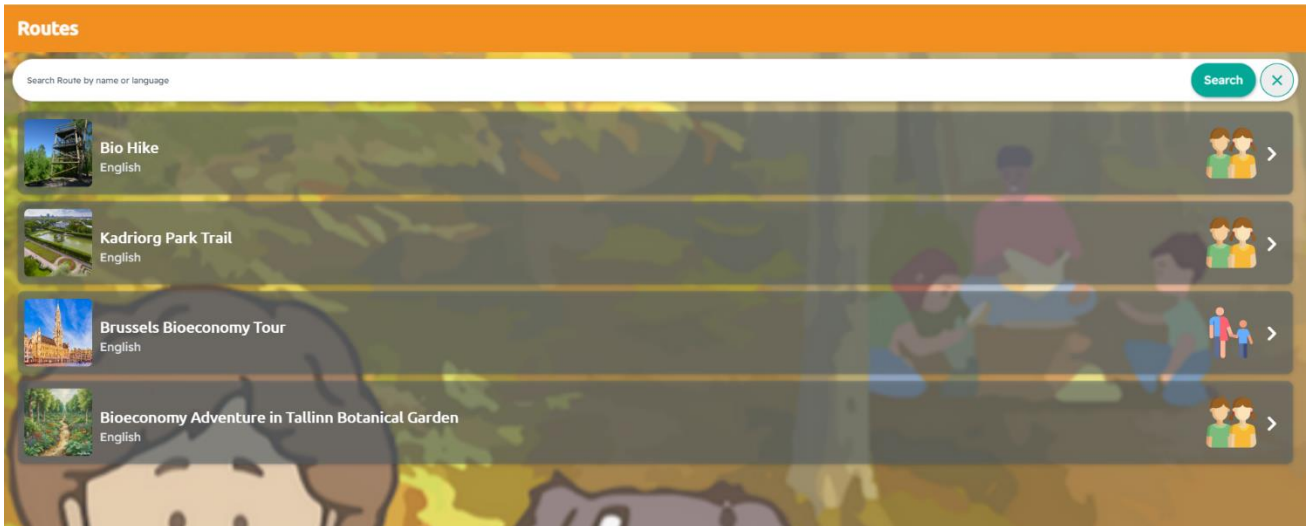 Routes
Search Route by name or language
Search
Bio Hike
English
Kadriorg Park Trail
English
Brussels Bioeconomy Tour
English
Bioeconomy Adventure in Tallinn Botanical Garden
English